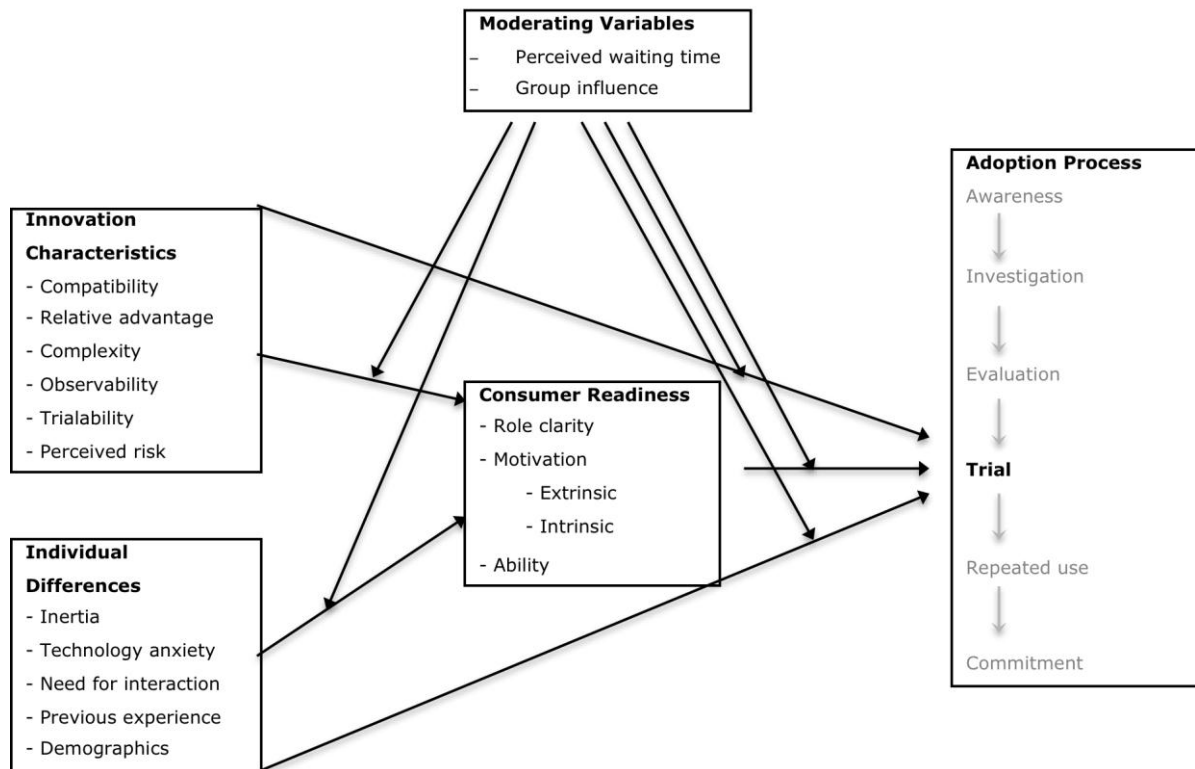 Moderating Variables
– Perceived waiting time
– Group influence
Innovation
Characteristics
- Compatibility
- Relative advantage
- Complexity
- Observability
- Trialability
- Perceived risk
Individual
Differences
- Inertia
- Technology anxiety
- Need for interaction
- Previous experience
- Demographics
Consumer Readiness
- Role clarity
- Motivation
- Extrinsic
- Intrinsic
- Ability
Adoption Process
Awareness
Investigation
Evaluation
Trial
Repeated use
Commitment